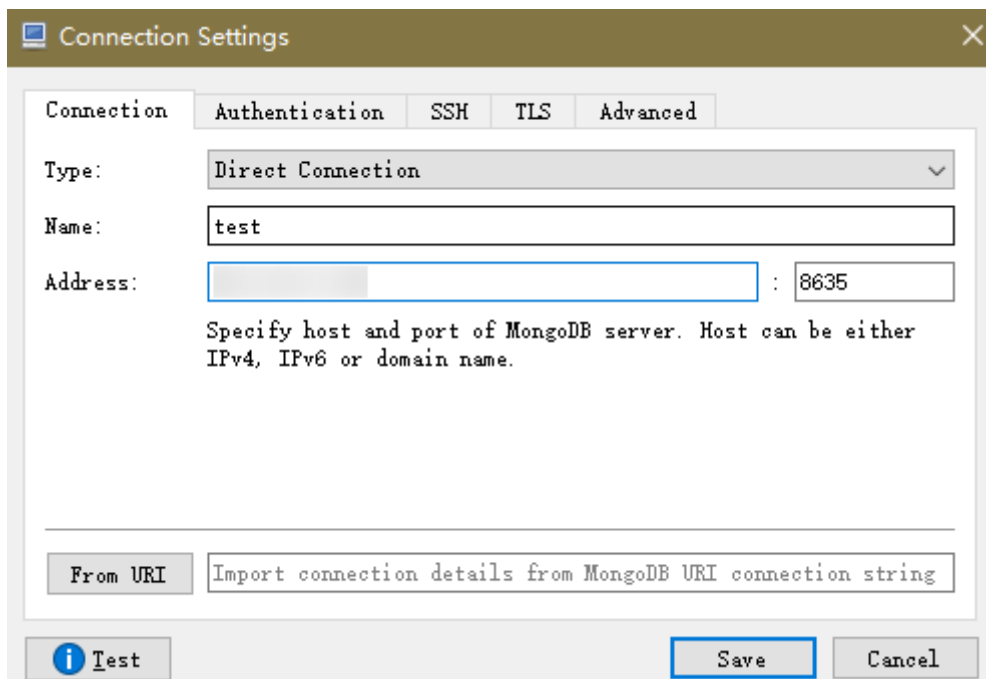 Connection Settings
Connection Authentication SSH TLS Advanced
Type: Direct Connection
Name: test
Address: : 8635
Specify host and port of MongoDB server. Host can be either
IPv4, IPv6 or domain name.
From URI Import connection details from MongoDB URI connection string
Test Save Cancel